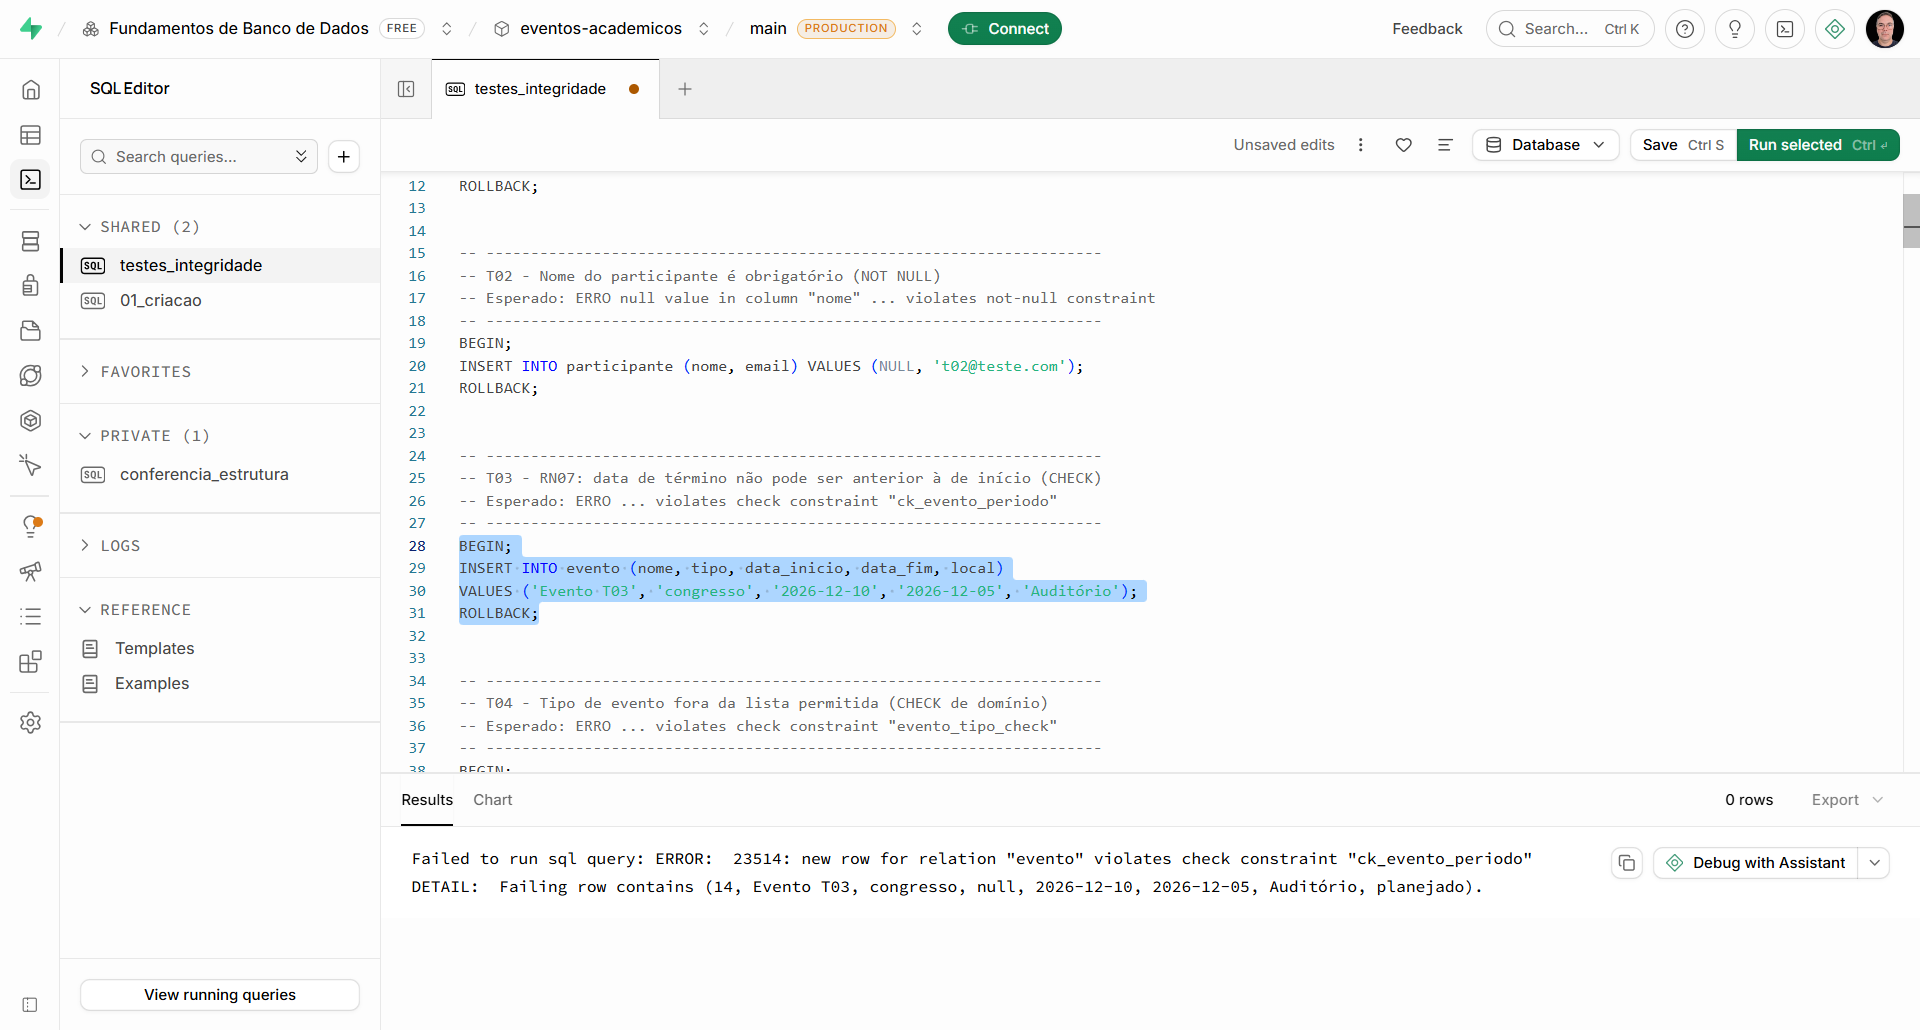 Fundamentos de Banco de Dados FREE
eventos-academicos
main PRODUCTION
Connect
Feedback
Search... Ctrl K
SQL Editor
SQL testes_integridade
Search queries...
Unsaved edits
Database
Save Ctrl S
Run selected Ctrl ↵
SHARED (2)
SQL testes_integridade
SQL 01_criacao
FAVORITES
PRIVATE (1)
SQL conferencia_estrutura
LOGS
REFERENCE
Templates
Examples
View running queries
12 ROLLBACK;
13
14
15 -- ---------------------------------------------------------------------
16 -- T02 - Nome do participante é obrigatório (NOT NULL)
17 -- Esperado: ERRO null value in column "nome" ... violates not-null constraint
18 -- ---------------------------------------------------------------------
19 BEGIN;
20 INSERT INTO participante (nome, email) VALUES (NULL, 't02@teste.com');
21 ROLLBACK;
22
23
24 -- ---------------------------------------------------------------------
25 -- T03 - RN07: data de término não pode ser anterior à de início (CHECK)
26 -- Esperado: ERRO ... violates check constraint "ck_evento_periodo"
27 -- ---------------------------------------------------------------------
28 BEGIN;
29 INSERT INTO evento (nome, tipo, data_inicio, data_fim, local)
30 VALUES ('Evento T03', 'congresso', '2026-12-10', '2026-12-05', 'Auditório');
31 ROLLBACK;
32
33
34 -- ---------------------------------------------------------------------
35 -- T04 - Tipo de evento fora da lista permitida (CHECK de domínio)
36 -- Esperado: ERRO ... violates check constraint "evento_tipo_check"
37 -- ---------------------------------------------------------------------
38 BEGIN;
Results
Chart
0 rows
Export
Failed to run sql query: ERROR:  23514: new row for relation "evento" violates check constraint "ck_evento_periodo"
DETAIL:  Failing row contains (14, Evento T03, congresso, null, 2026-12-10, 2026-12-05, Auditório, planejado).
Debug with Assistant